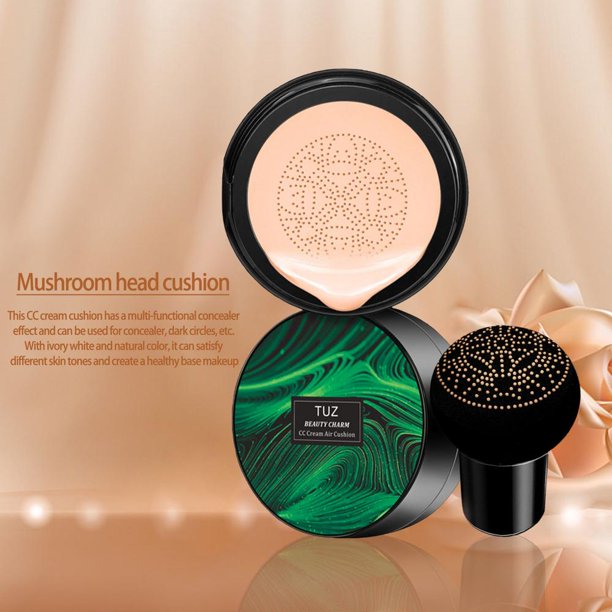 Mushroom head cushion
This CC cream cushion has a multi-functional concealer
effect and can be used for concealer, dark circles, etc.
With ivory white and natural color, it can satisfy
different skin tones and create a healthy base makeup
TUZ
BEAUTY CHARM
CC Cream Air Cushion